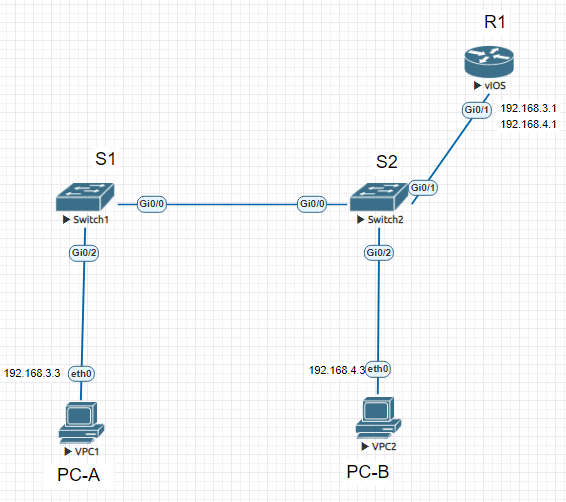 R1
vIOS
Gi0/1
192.168.3.1
192.168.4.1
S1
S2
Gi0/1
Gi0/0
Gi0/0
Switch1
Switch2
Gi0/2
Gi0/2
192.168.3.3
eth0
192.168.4.3
eth0
VPC1
VPC2
PC-A
PC-B